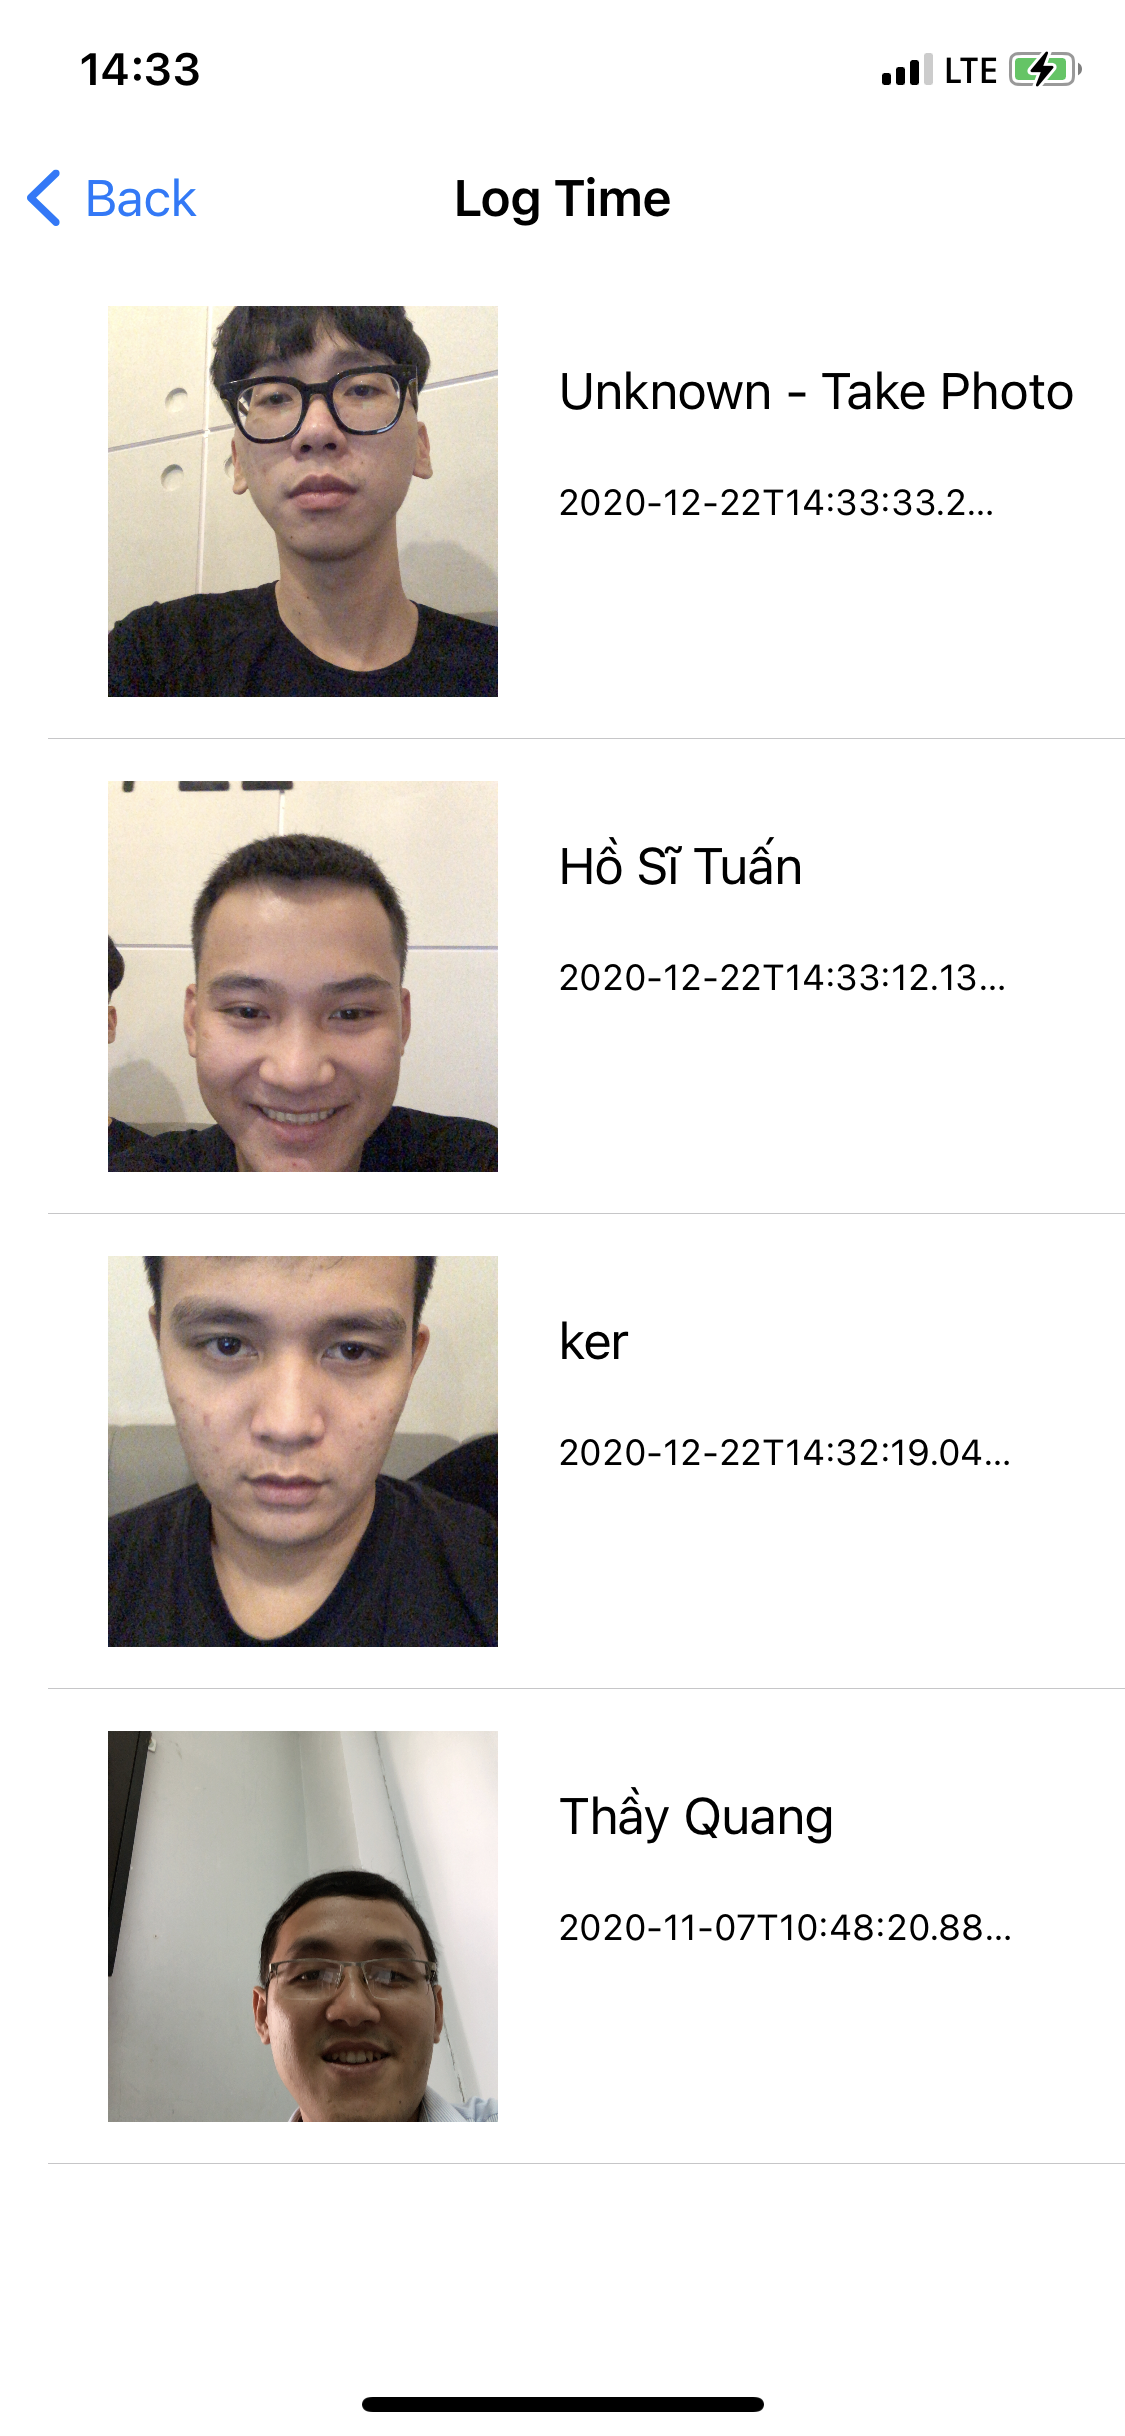 14:33 LTE
Back Log Time
Unknown - Take Photo
2020-12-22T14:33:33.2...
Hồ Sĩ Tuấn
2020-12-22T14:33:12.13...
ker
2020-12-22T14:32:19.04...
Thầy Quang
2020-11-07T10:48:20.88...